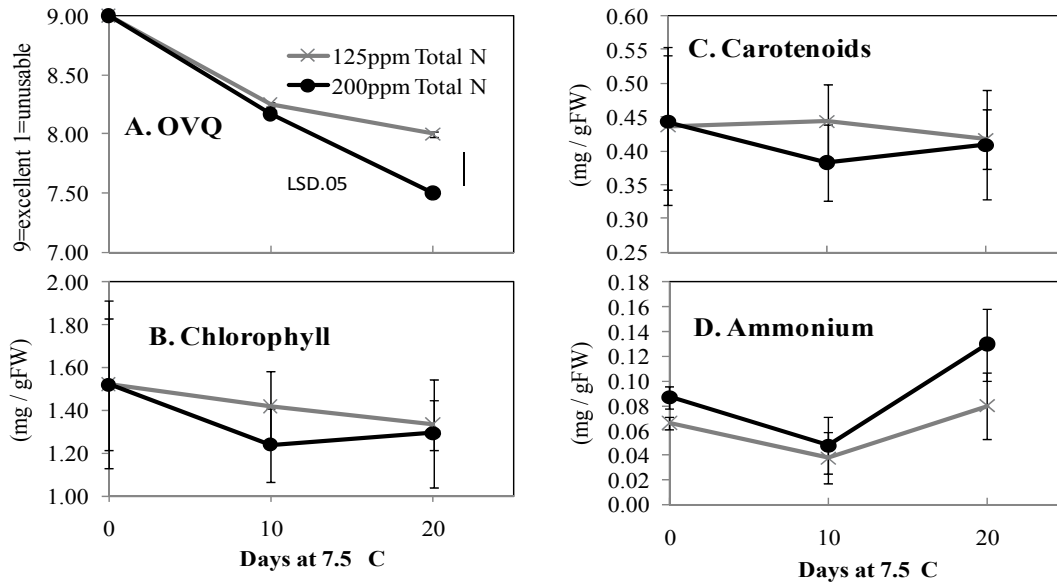 9=excellent 1=unusable
9.00
8.50
8.00
7.50
7.00
A. OVQ
125ppm Total N
200ppm Total N
LSD.05
(mg / gFW)
0.60
0.55
0.50
0.45
0.40
0.35
0.30
0.25
C. Carotenoids
(mg / gFW)
2.00
1.80
1.60
1.40
1.20
1.00
B. Chlorophyll
0
10
20
Days at 7.5 C
(mg / gFW)
0.18
0.16
0.14
0.12
0.10
0.08
0.06
0.04
0.02
0.00
D. Ammonium
0
10
20
Days at 7.5 C